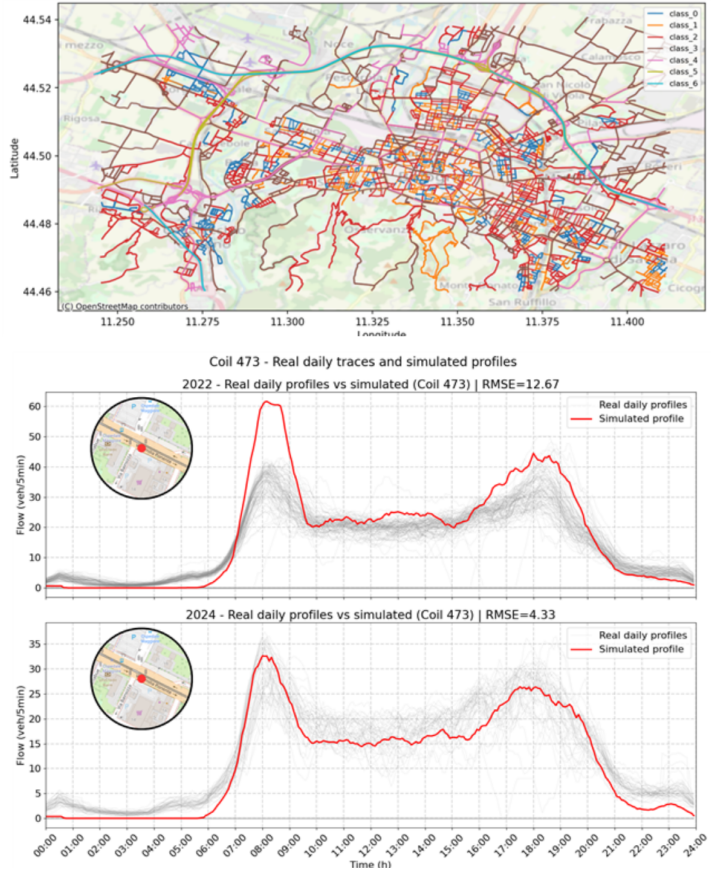 44.54
44.52
44.50
44.48
44.46
Latitude
class_0
class_1
class_2
class_3
class_4
class_5
class_6
Rigosa
Noce
San Ruffillo
(C) OpenStreetMap contributors
11.250 11.275 11.300 11.325 11.350 11.375 11.400
Longitude
Coil 473 - Real daily traces and simulated profiles
2022 - Real daily profiles vs simulated (Coil 473) | RMSE=12.67
60
50
40
30
20
10
0
Flow (veh/5min)
Real daily profiles
Simulated profile
2024 - Real daily profiles vs simulated (Coil 473) | RMSE=4.33
35
30
25
20
15
10
5
0
Flow (veh/5min)
Real daily profiles
Simulated profile
00:00 01:00 02:00 03:00 04:00 05:00 06:00 07:00 08:00 09:00 10:00 11:00 12:00 13:00 14:00 15:00 16:00 17:00 18:00 19:00 20:00 21:00 22:00 23:00 24:00
Time (h)